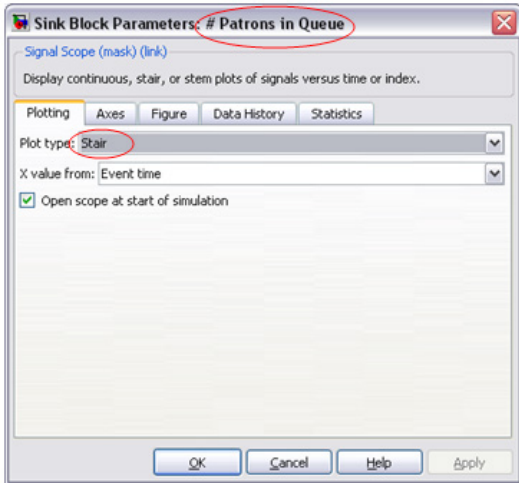 Sink Block Parameters: # Patrons in Queue
Signal Scope (mask) (link)
Display continuous, stair, or stem plots of signals versus time or index.
Plotting Axes Figure Data History Statistics
Plot type: Stair
X value from: Event time
Open scope at start of simulation
OK Cancel Help Apply